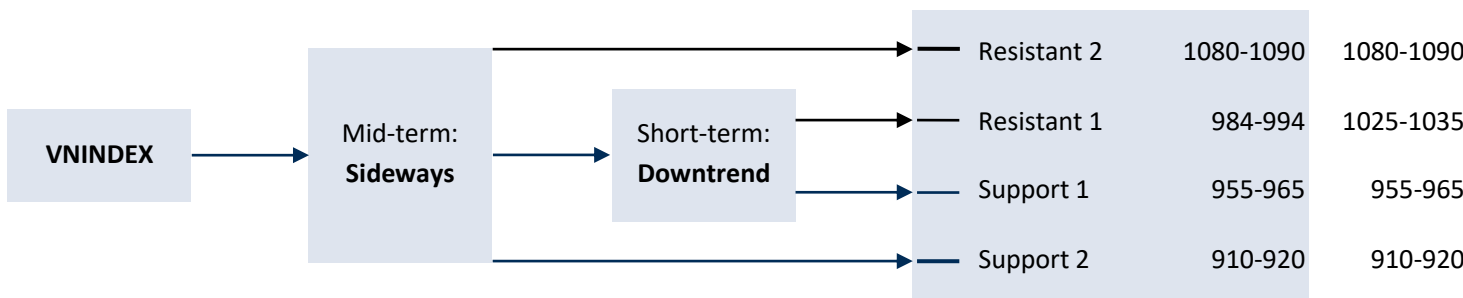 VNINDEX
Mid-term:
Sideways
Short-term:
Downtrend
Resistant 2 1080-1090 1080-1090
Resistant 1 984-994 1025-1035
Support 1 955-965 955-965
Support 2 910-920 910-920